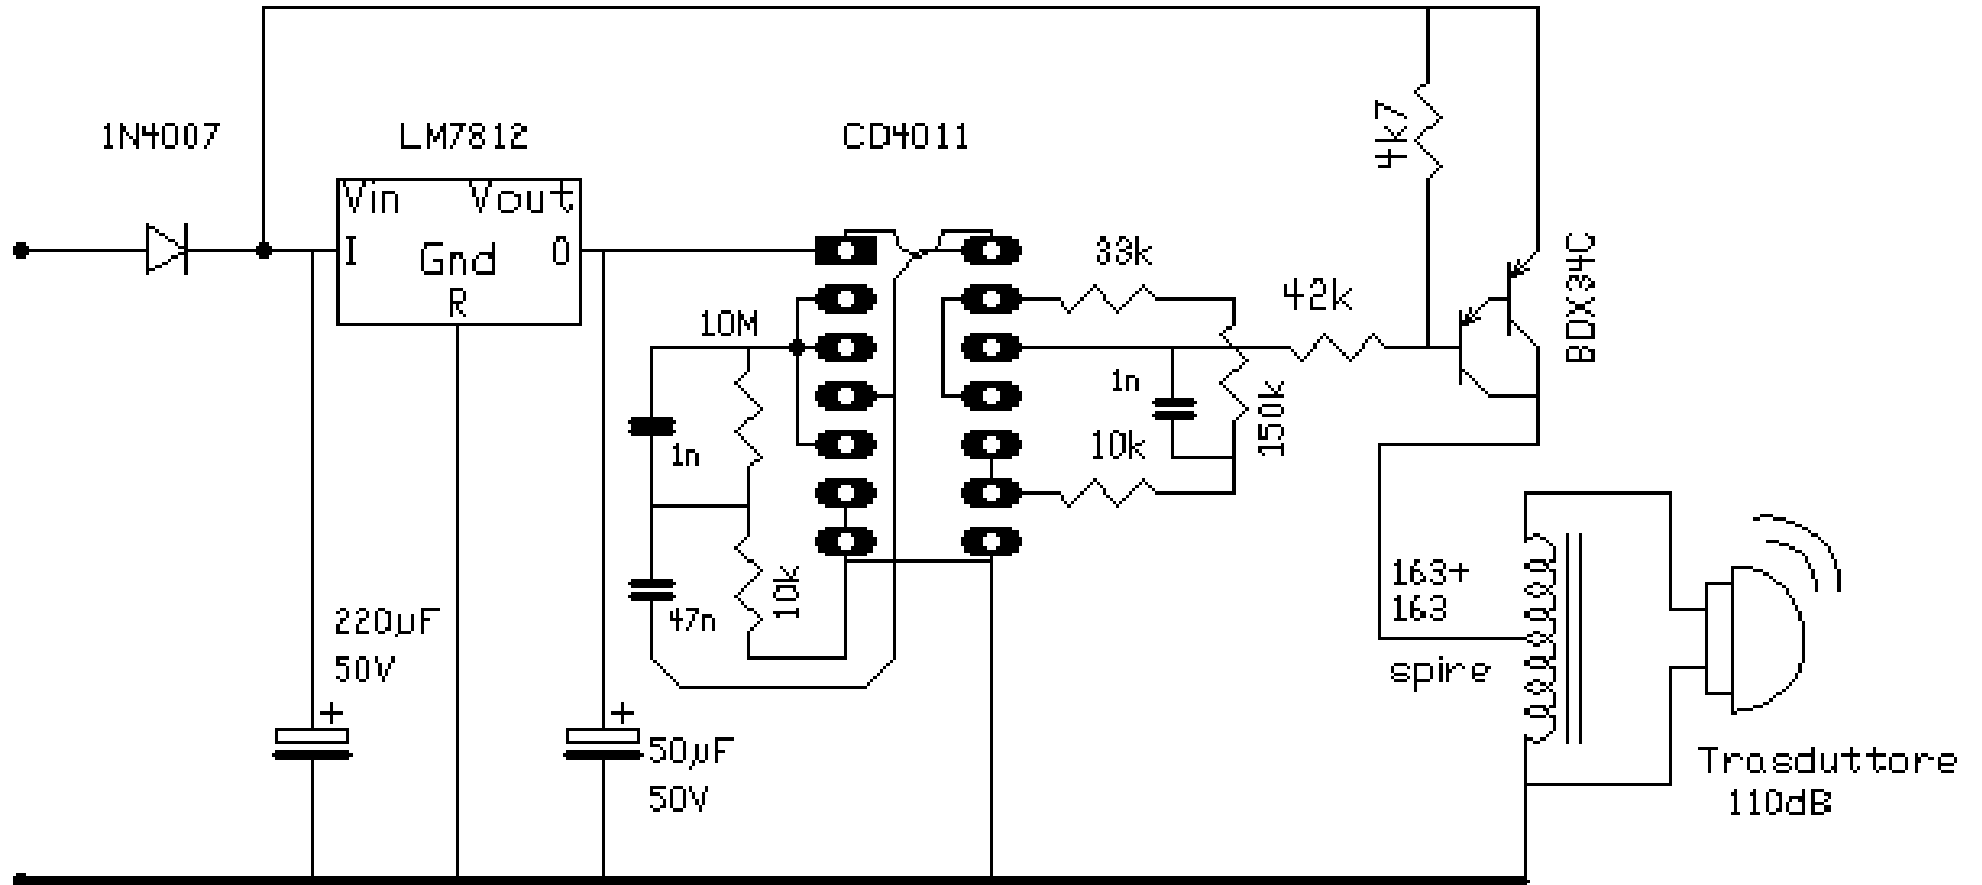 1N4007
LM7812
CD4011
4k7
Vin Vout
I Gnd O
R
BDX34C
33k
42k
10M
1n
150k
1n
10k
10k
47n
220µF
50V
+
+
50µF
50V
163+
163
spire
Trasduttore
110dB